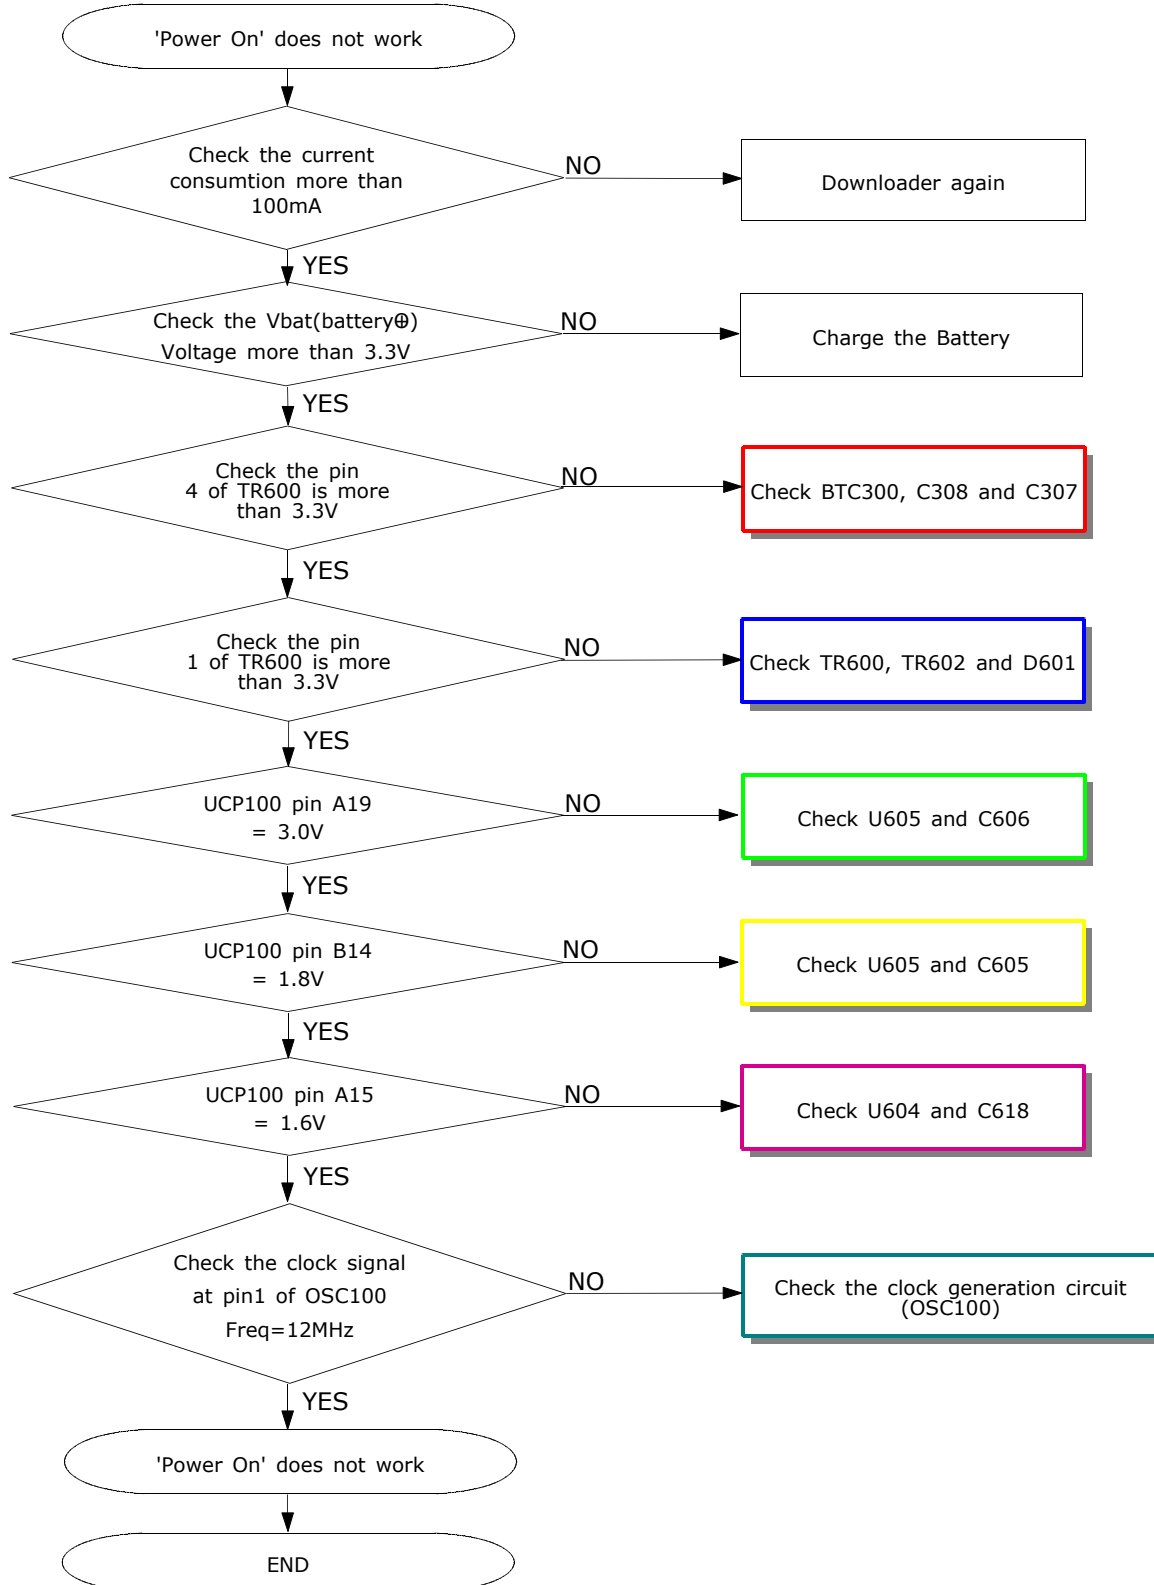 'Power On' does not work
Check the current
consumtion more than
100mA
NO
Downloader again
YES
Check the Vbat(battery⊕)
Voltage more than 3.3V
NO
Charge the Battery
YES
Check the pin
4 of TR600 is more
than 3.3V
NO
Check BTC300, C308 and C307
YES
Check the pin
1 of TR600 is more
than 3.3V
NO
Check TR600, TR602 and D601
YES
UCP100 pin A19
= 3.0V
NO
Check U605 and C606
YES
UCP100 pin B14
= 1.8V
NO
Check U605 and C605
YES
UCP100 pin A15
= 1.6V
NO
Check U604 and C618
YES
Check the clock signal
at pin1 of OSC100
Freq=12MHz
NO
Check the clock generation circuit
(OSC100)
YES
'Power On' does not work
END